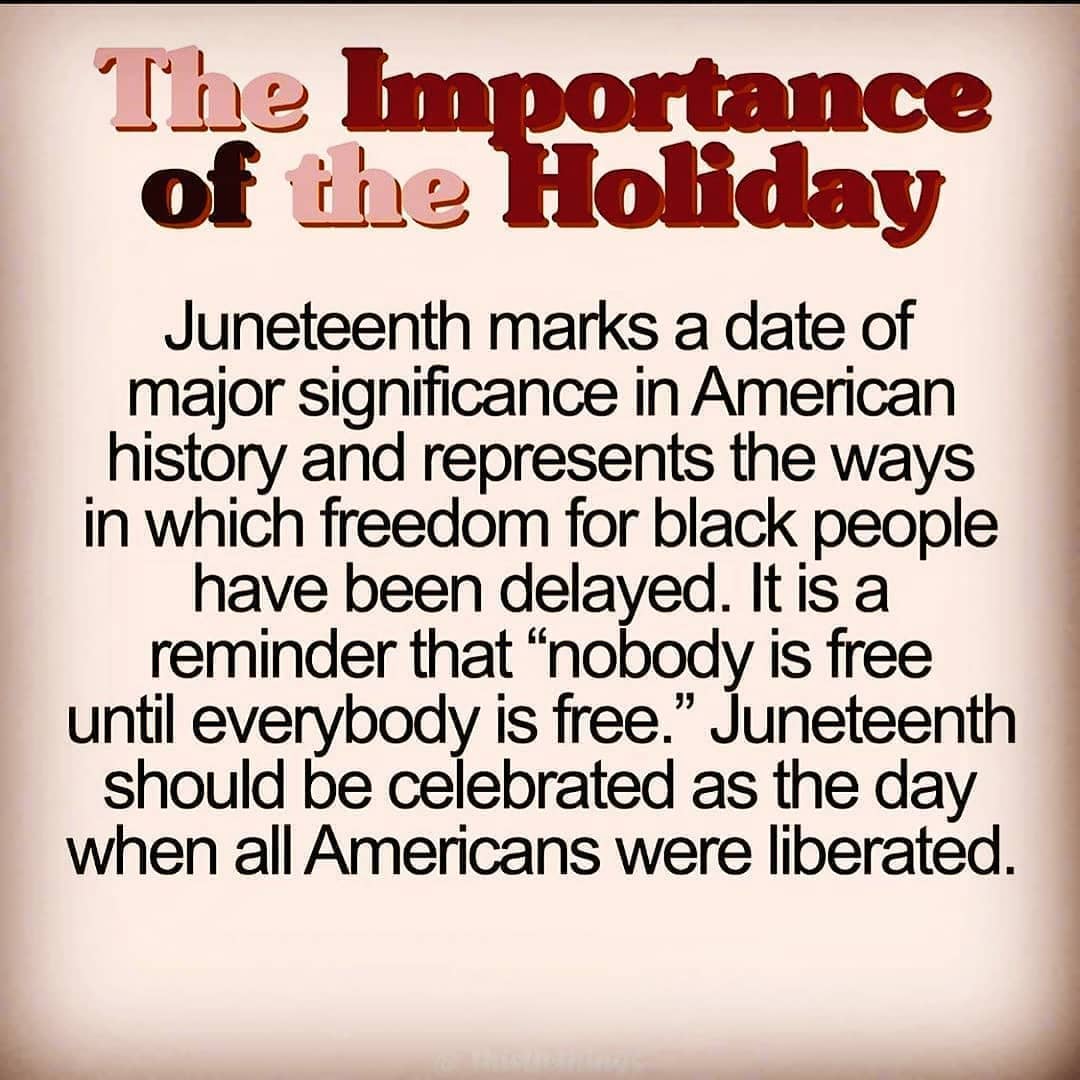 The Importance
of the Holiday
Juneteenth marks a date of
major significance in American
history and represents the ways
in which freedom for black people
have been delayed. It is a
reminder that “nobody is free
until everybody is free.” Juneteenth
should be celebrated as the day
when all Americans were liberated.